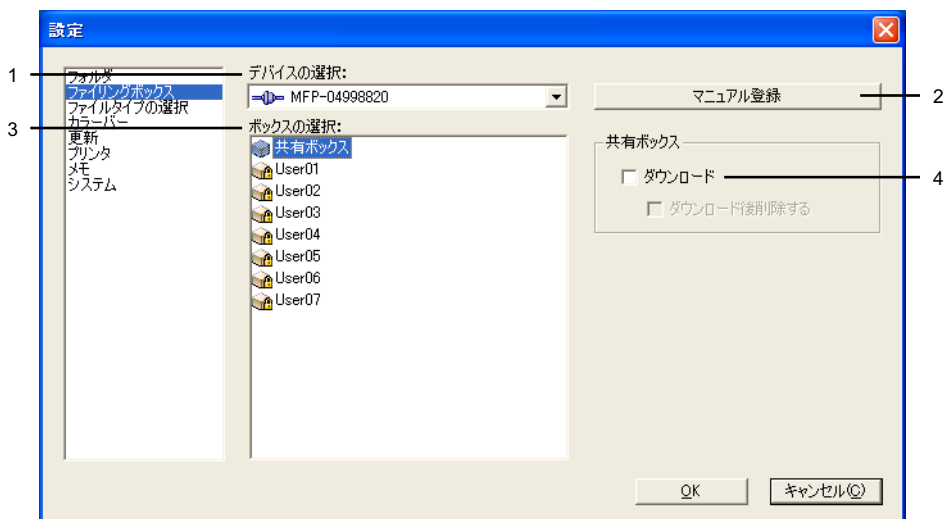 設定
1
フォルダ
ファイリングボックス
ファイルタイプの選択
カラーバー
更新
プリンタ
メモ
システム
デバイスの選択:
MFP-04998820
マニュアル登録
2
3
ボックスの選択:
共有ボックス
User01
User02
User03
User04
User05
User06
User07
共有ボックス
ダウンロード
4
ダウンロード後削除する
OK
キャンセル(C)